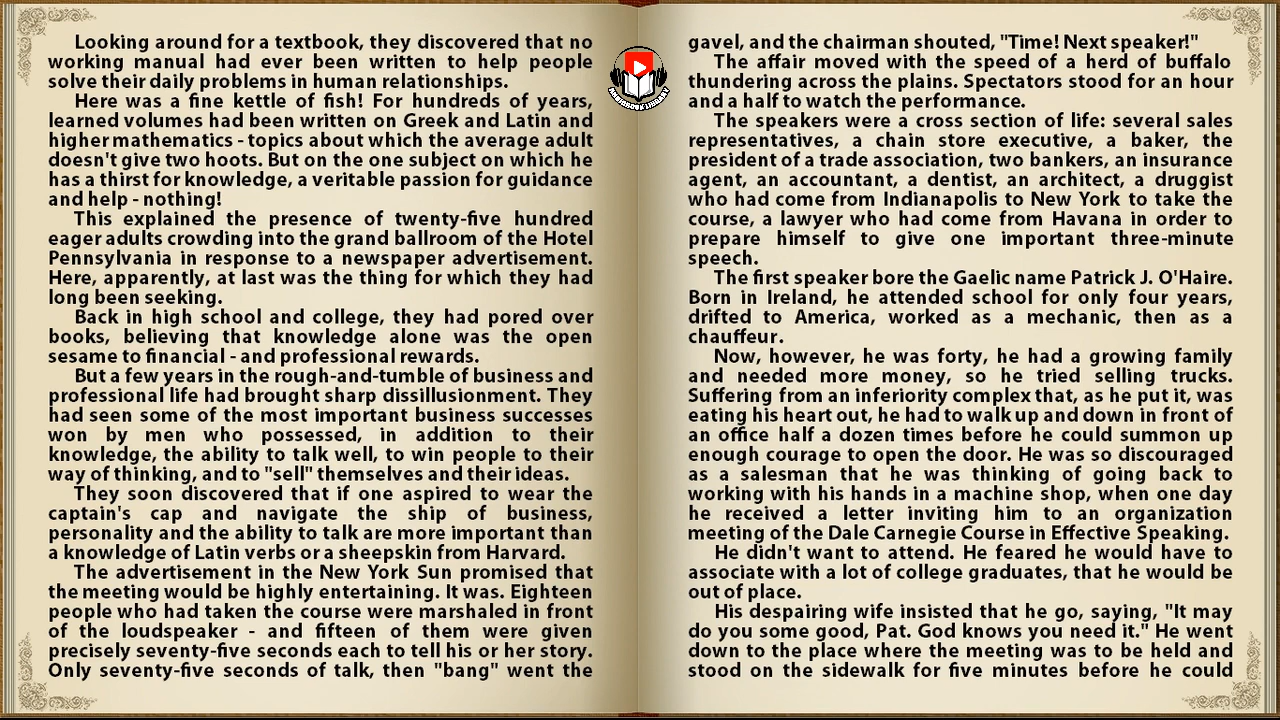 Looking around for a textbook, they discovered that no
working manual had ever been written to help people
solve their daily problems in human relationships.
Here was a fine kettle of fish! For hundreds of years,
learned volumes had been written on Greek and Latin and
higher mathematics - topics about which the average adult
doesn't give two hoots. But on the one subject on which he
has a thirst for knowledge, a veritable passion for guidance
and help - nothing!
This explained the presence of twenty-five hundred
eager adults crowding into the grand ballroom of the Hotel
Pennsylvania in response to a newspaper advertisement.
Here, apparently, at last was the thing for which they had
long been seeking.
Back in high school and college, they had pored over
books, believing that knowledge alone was the open
sesame to financial - and professional rewards.
But a few years in the rough-and-tumble of business and
professional life had brought sharp dissillusionment. They
had seen some of the most important business successes
won by men who possessed, in addition to their
knowledge, the ability to talk well, to win people to their
way of thinking, and to "sell" themselves and their ideas.
They soon discovered that if one aspired to wear the
captain's cap and navigate the ship of business,
personality and the ability to talk are more important than
a knowledge of Latin verbs or a sheepskin from Harvard.
The advertisement in the New York Sun promised that
the meeting would be highly entertaining. It was. Eighteen
people who had taken the course were marshaled in front
of the loudspeaker - and fifteen of them were given
precisely seventy-five seconds each to tell his or her story.
Only seventy-five seconds of talk, then "bang" went the
gavel, and the chairman shouted, "Time! Next speaker!"
The affair moved with the speed of a herd of buffalo
thundering across the plains. Spectators stood for an hour
and a half to watch the performance.
The speakers were a cross section of life: several sales
representatives, a chain store executive, a baker, the
president of a trade association, two bankers, an insurance
agent, an accountant, a dentist, an architect, a druggist
who had come from Indianapolis to New York to take the
course, a lawyer who had come from Havana in order to
prepare himself to give one important three-minute
speech.
The first speaker bore the Gaelic name Patrick J. O'Haire.
Born in Ireland, he attended school for only four years,
drifted to America, worked as a mechanic, then as a
chauffeur.
Now, however, he was forty, he had a growing family
and needed more money, so he tried selling trucks.
Suffering from an inferiority complex that, as he put it, was
eating his heart out, he had to walk up and down in front of
an office half a dozen times before he could summon up
enough courage to open the door. He was so discouraged
as a salesman that he was thinking of going back to
working with his hands in a machine shop, when one day
he received a letter inviting him to an organization
meeting of the Dale Carnegie Course in Effective Speaking.
He didn't want to attend. He feared he would have to
associate with a lot of college graduates, that he would be
out of place.
His despairing wife insisted that he go, saying, "It may
do you some good, Pat. God knows you need it." He went
down to the place where the meeting was to be held and
stood on the sidewalk for five minutes before he could